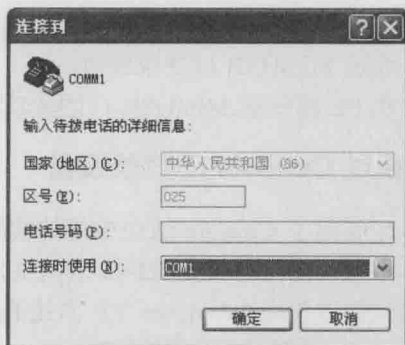 连接到
COMM1
输入待拨电话的详细信息:
国家(地区)(C): 中华人民共和国 (86)
区号(E): 025
电话号码(P):
连接时使用(N): COM1
确定 取消